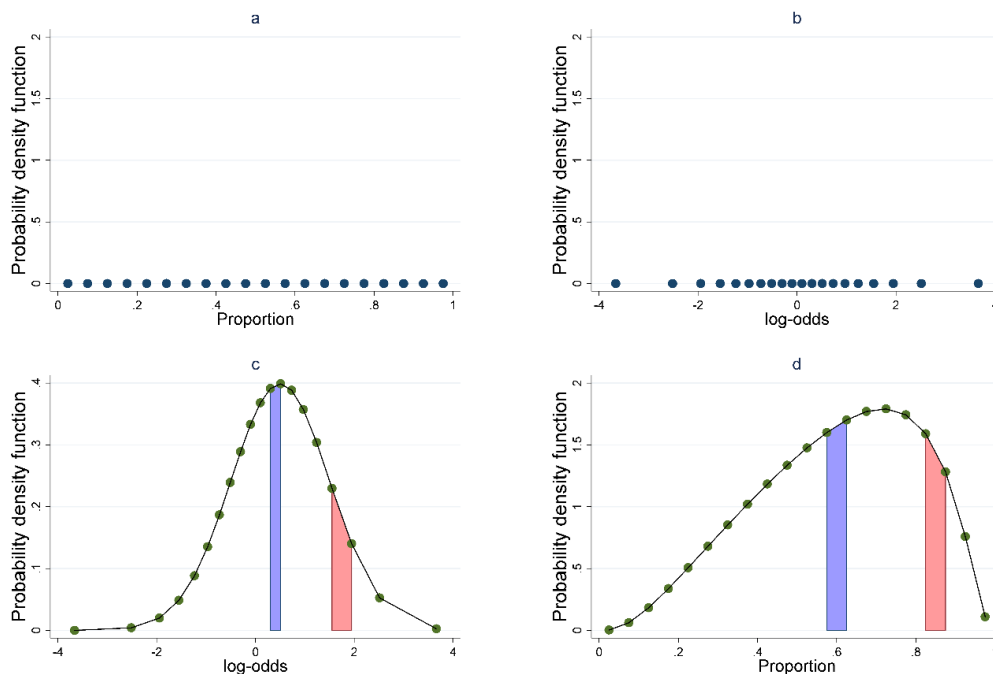 a
Probability density function
2
1.5
1
.5
0
0 .2 .4 .6 .8 1
Proportion
b
Probability density function
2
1.5
1
.5
0
-4 -2 0 2
log-odds
c
Probability density function
.4
.3
.2
.1
0
-4 -2 0 2 4
log-odds
d
Probability density function
2
1.5
1
.5
0
0 .2 .4 .6 .8
Proportion